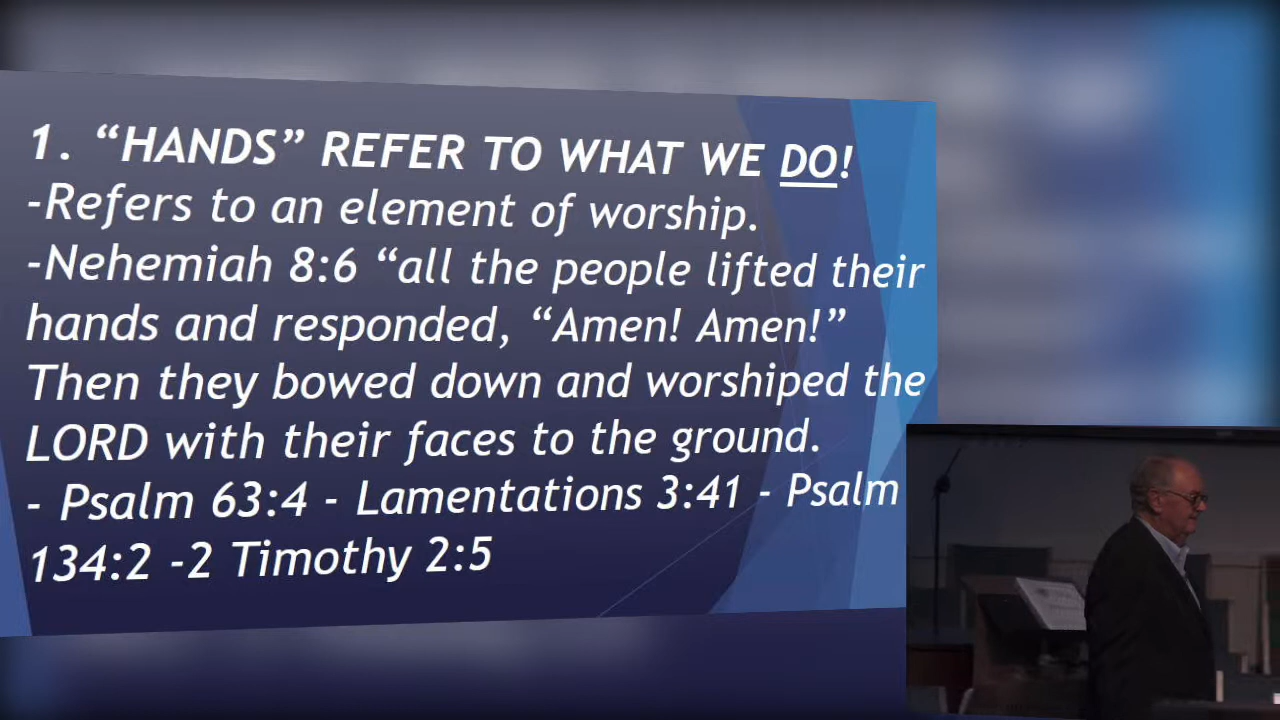 1. “HANDS” REFER TO WHAT WE DO!
-Refers to an element of worship.
-Nehemiah 8:6 “all the people lifted their
hands and responded, “Amen! Amen!”
Then they bowed down and worshiped the
LORD with their faces to the ground.
- Psalm 63:4 - Lamentations 3:41 - Psalm
134:2 -2 Timothy 2:5